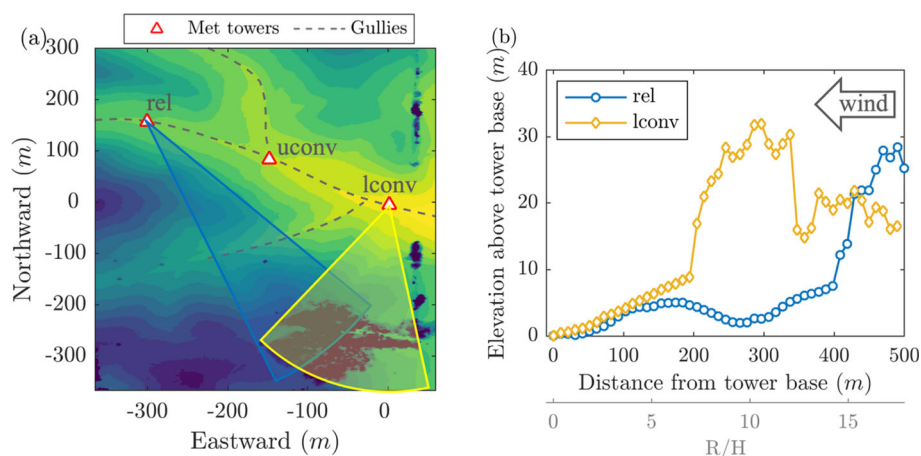 (a)
Met towers
Gullies
rel
uconv
lconv
300
200
100
0
-100
-200
-300
Northward (m)
-300
-200
-100
0
Eastward (m)
(b)
rel
lconv
wind
40
30
20
10
0
Elevation above tower base (m)
0
100
200
300
400
500
Distance from tower base (m)
0
5
10
15
R/H